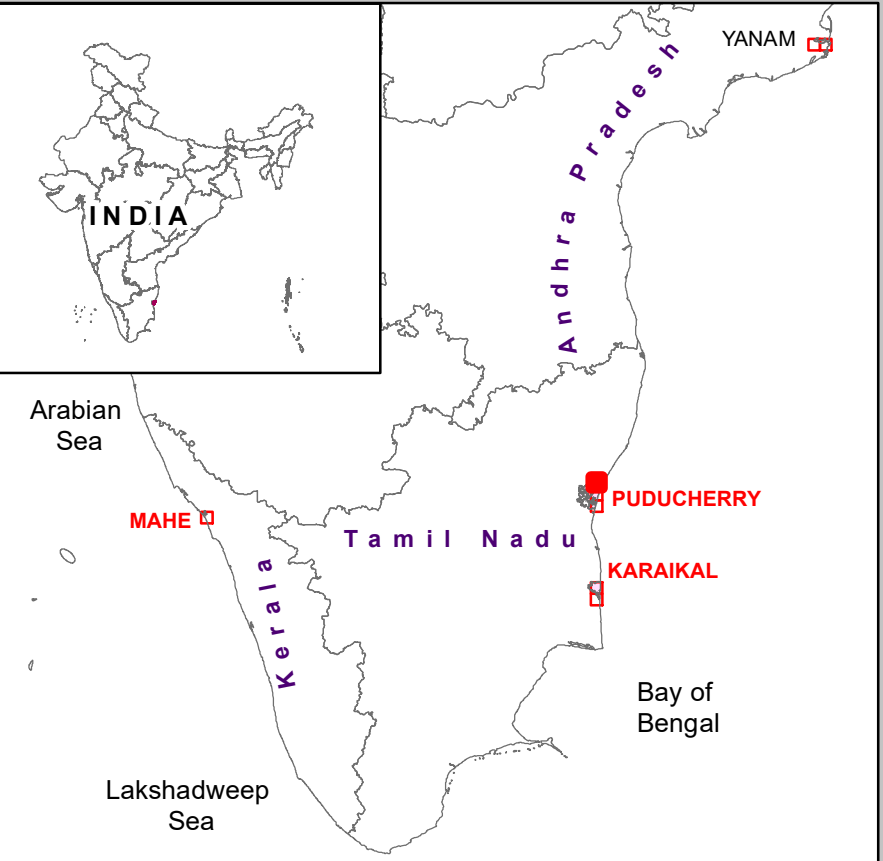 YANAM
Andhra Pradesh
INDIA
Arabian
Sea
PUDUCHERRY
MAHE
Tamil Nadu
KARAIKAL
Kerala
Bay of
Bengal
Lakshadweep
Sea